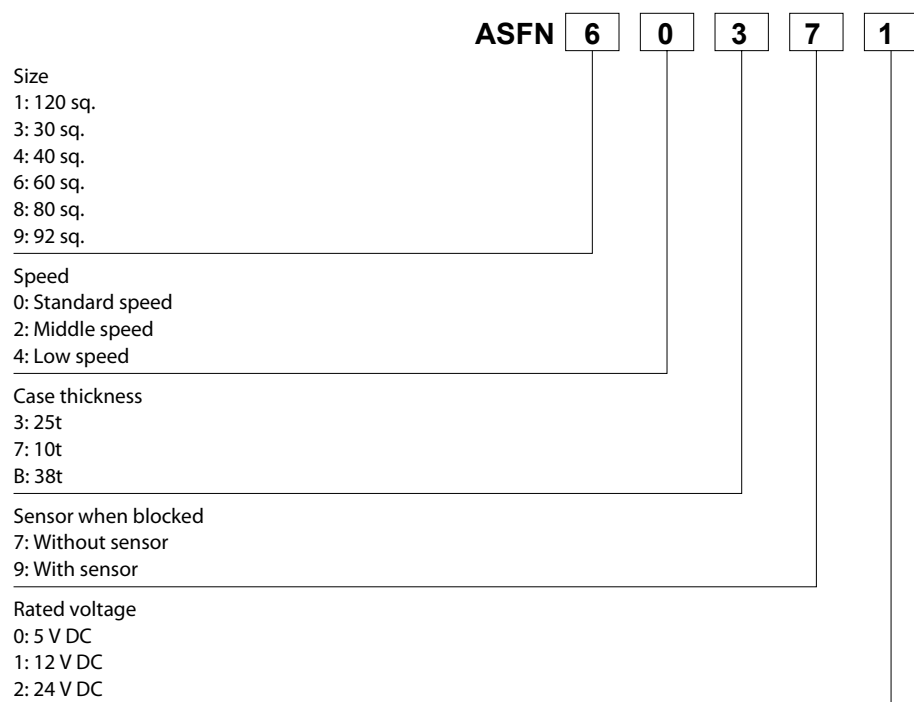 ASFN 6 0 3 7 1
Size
1: 120 sq.
3: 30 sq.
4: 40 sq.
6: 60 sq.
8: 80 sq.
9: 92 sq.
Speed
0: Standard speed
2: Middle speed
4: Low speed
Case thickness
3: 25t
7: 10t
B: 38t
Sensor when blocked
7: Without sensor
9: With sensor
Rated voltage
0: 5 V DC
1: 12 V DC
2: 24 V DC